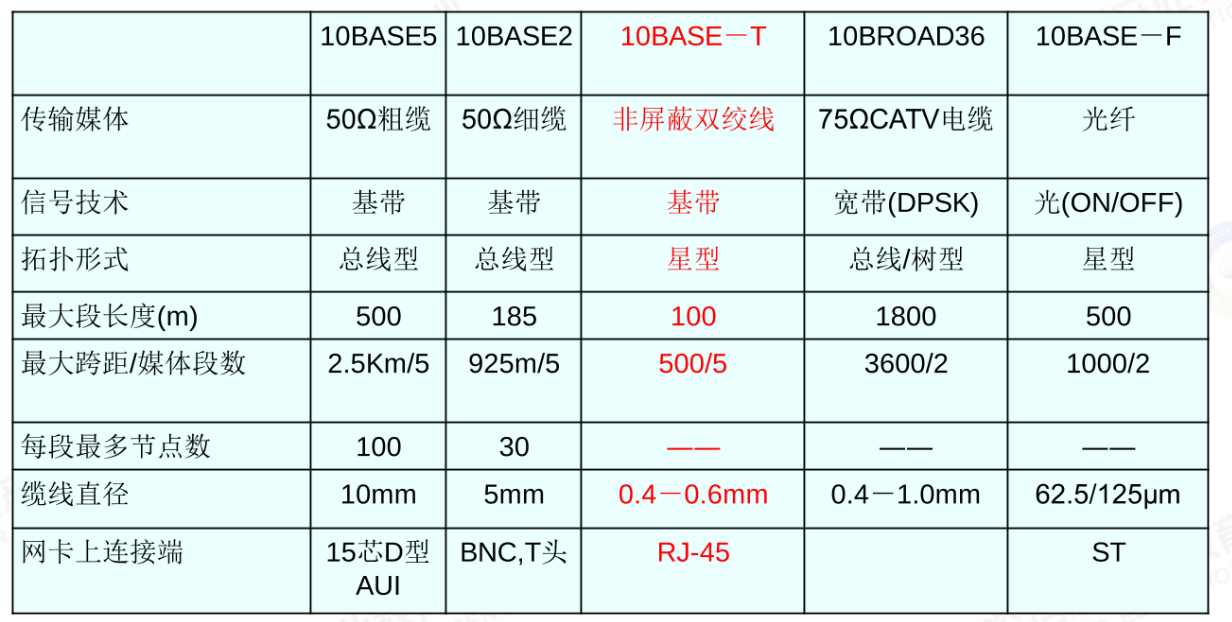 10BASE5 10BASE2 10BASE－T 10BROAD36 10BASE－F
传输媒体 50Ω粗缆 50Ω细缆 非屏蔽双绞线 75ΩCATV电缆 光纤
信号技术 基带 基带 基带 宽带(DPSK) 光(ON/OFF)
拓扑形式 总线型 总线型 星型 总线/树型 星型
最大段长度(m) 500 185 100 1800 500
最大跨距/媒体段数 2.5Km/5 925m/5 500/5 3600/2 1000/2
每段最多节点数 100 30 —— —— ——
缆线直径 10mm 5mm 0.4－0.6mm 0.4－1.0mm 62.5/125μm
网卡上连接端 15芯D型 BNC,T头 RJ-45 ST
AUI